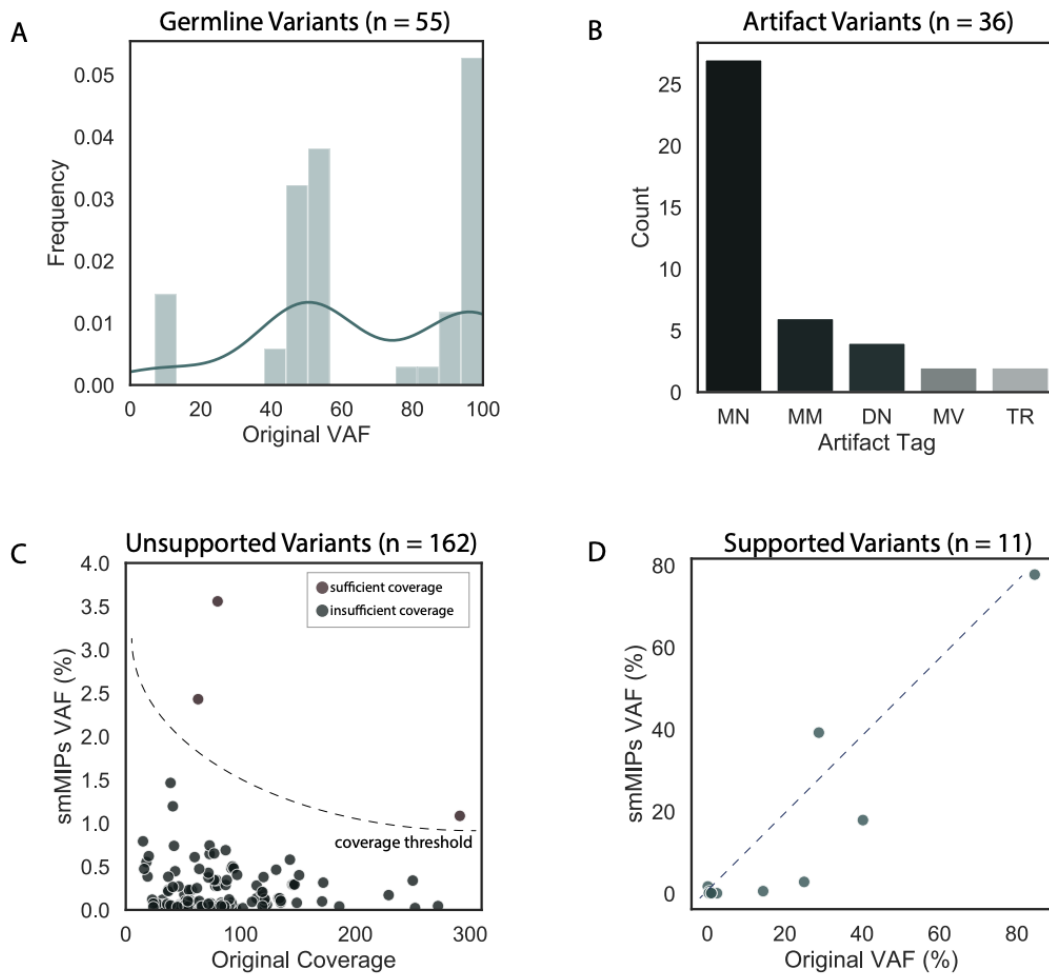 A
Germline Variants (n = 55)
Frequency
0.05
0.04
0.03
0.02
0.01
0.00
0 20 40 60 80 100
Original VAF
B
Artifact Variants (n = 36)
Count
25
20
15
10
5
0
MN MM DN MV TR
Artifact Tag
C
Unsupported Variants (n = 162)
smMIPs VAF (%)
4.0
3.5
3.0
2.5
2.0
1.5
1.0
0.5
0.0
sufficient coverage
insufficient coverage
coverage threshold
0 100 200 300
Original Coverage
D
Supported Variants (n = 11)
smMIPs VAF (%)
80
60
40
20
0
0 20 40 60 80
Original VAF (%)